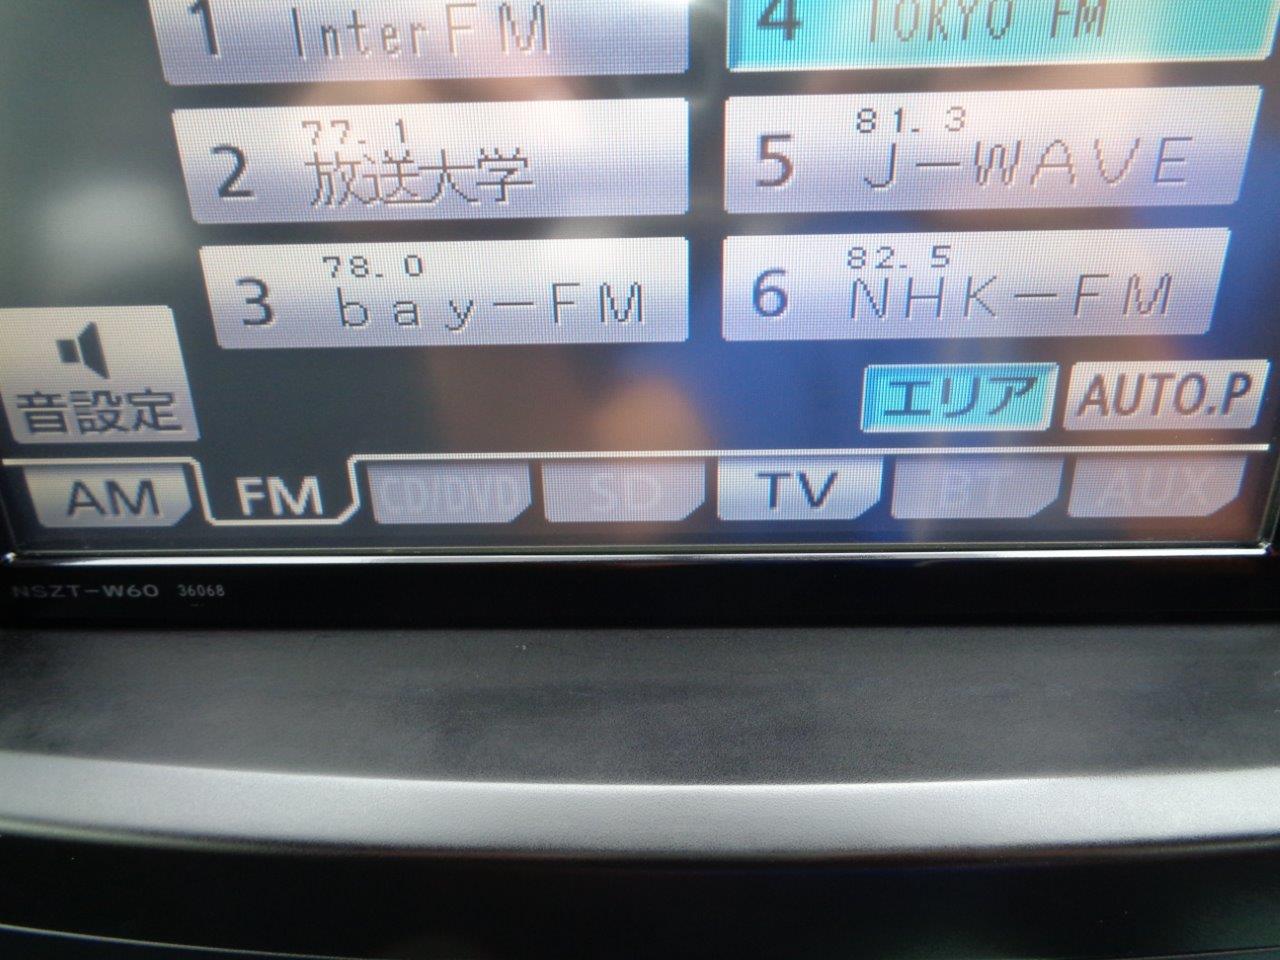 1 InterFM
4 TOKYO FM
77.1
2 放送大学
81.3
5 J-WAVE
78.0
3 bay-FM
82.5
6 NHK-FM
音設定
エリア
AUTO.P
AM FM CD/DVD SD TV BT AUX
NSZT-W60 36068